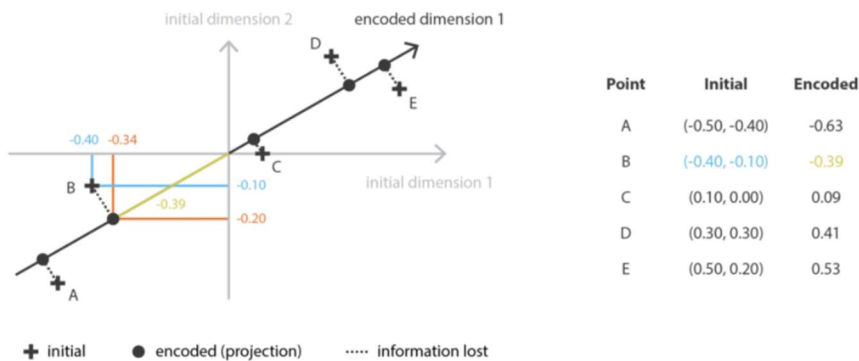 initial dimension 2
encoded dimension 1
D
E
-0.40 -0.34
C
initial dimension 1
B
-0.10
-0.39
-0.20
A
Point Initial Encoded
A (-0.50, -0.40) -0.63
B (-0.40, -0.10) -0.39
C (0.10, 0.00) 0.09
D (0.30, 0.30) 0.41
E (0.50, 0.20) 0.53
initial encoded (projection) information lost